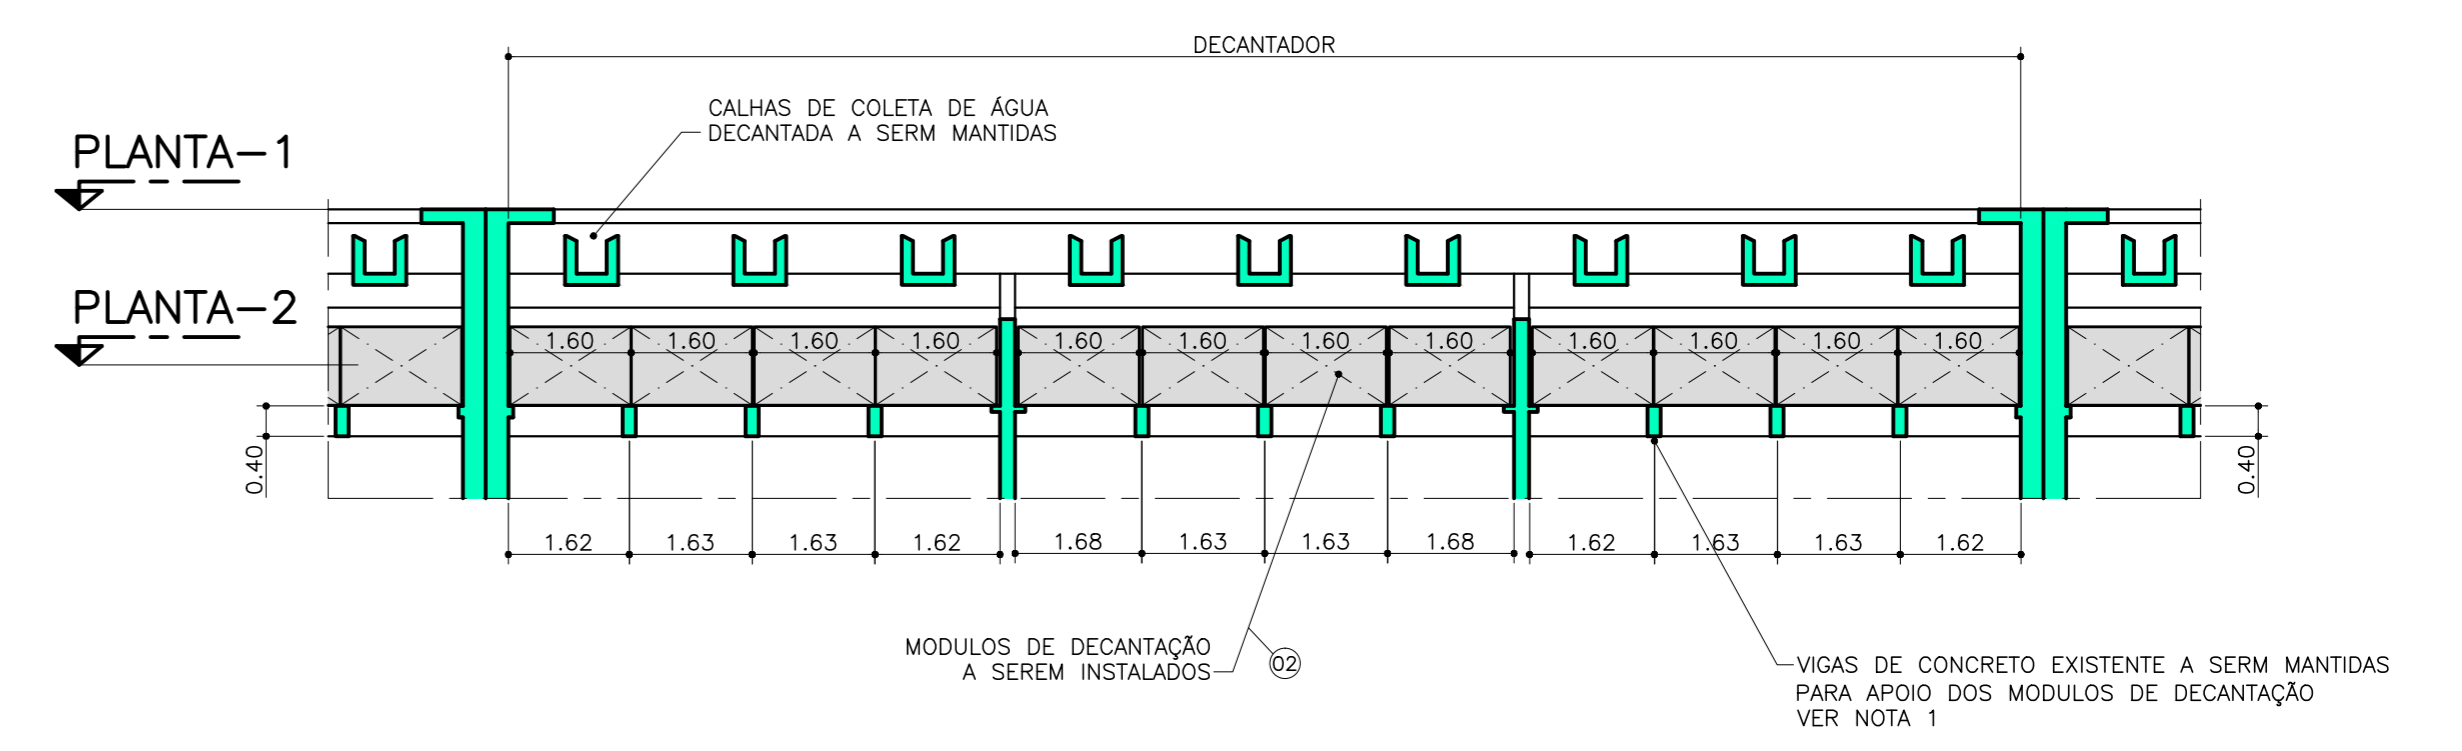 DECANTADOR
CALHAS DE COLETA DE ÁGUA
DECANTADA A SERM MANTIDAS
PLANTA-1
PLANTA-2
1.60 1.60 1.60 1.60 1.60 1.60 1.60 1.60 1.60 1.60 1.60 1.60
0.40
0.40
1.62 1.63 1.63 1.62 1.68 1.63 1.63 1.68 1.62 1.63 1.63 1.62
MODULOS DE DECANTAÇÃO
A SEREM INSTALADOS
02
VIGAS DE CONCRETO EXISTENTE A SERM MANTIDAS
PARA APOIO DOS MODULOS DE DECANTAÇÃO
VER NOTA 1